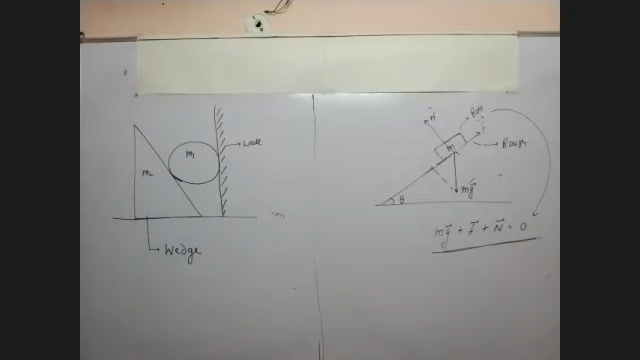 m₁
m₂
wall
Wedge
N⃗
f⃗
m
Rough
mg⃗
θ
mg⃗ + f⃗ + N⃗ = 0